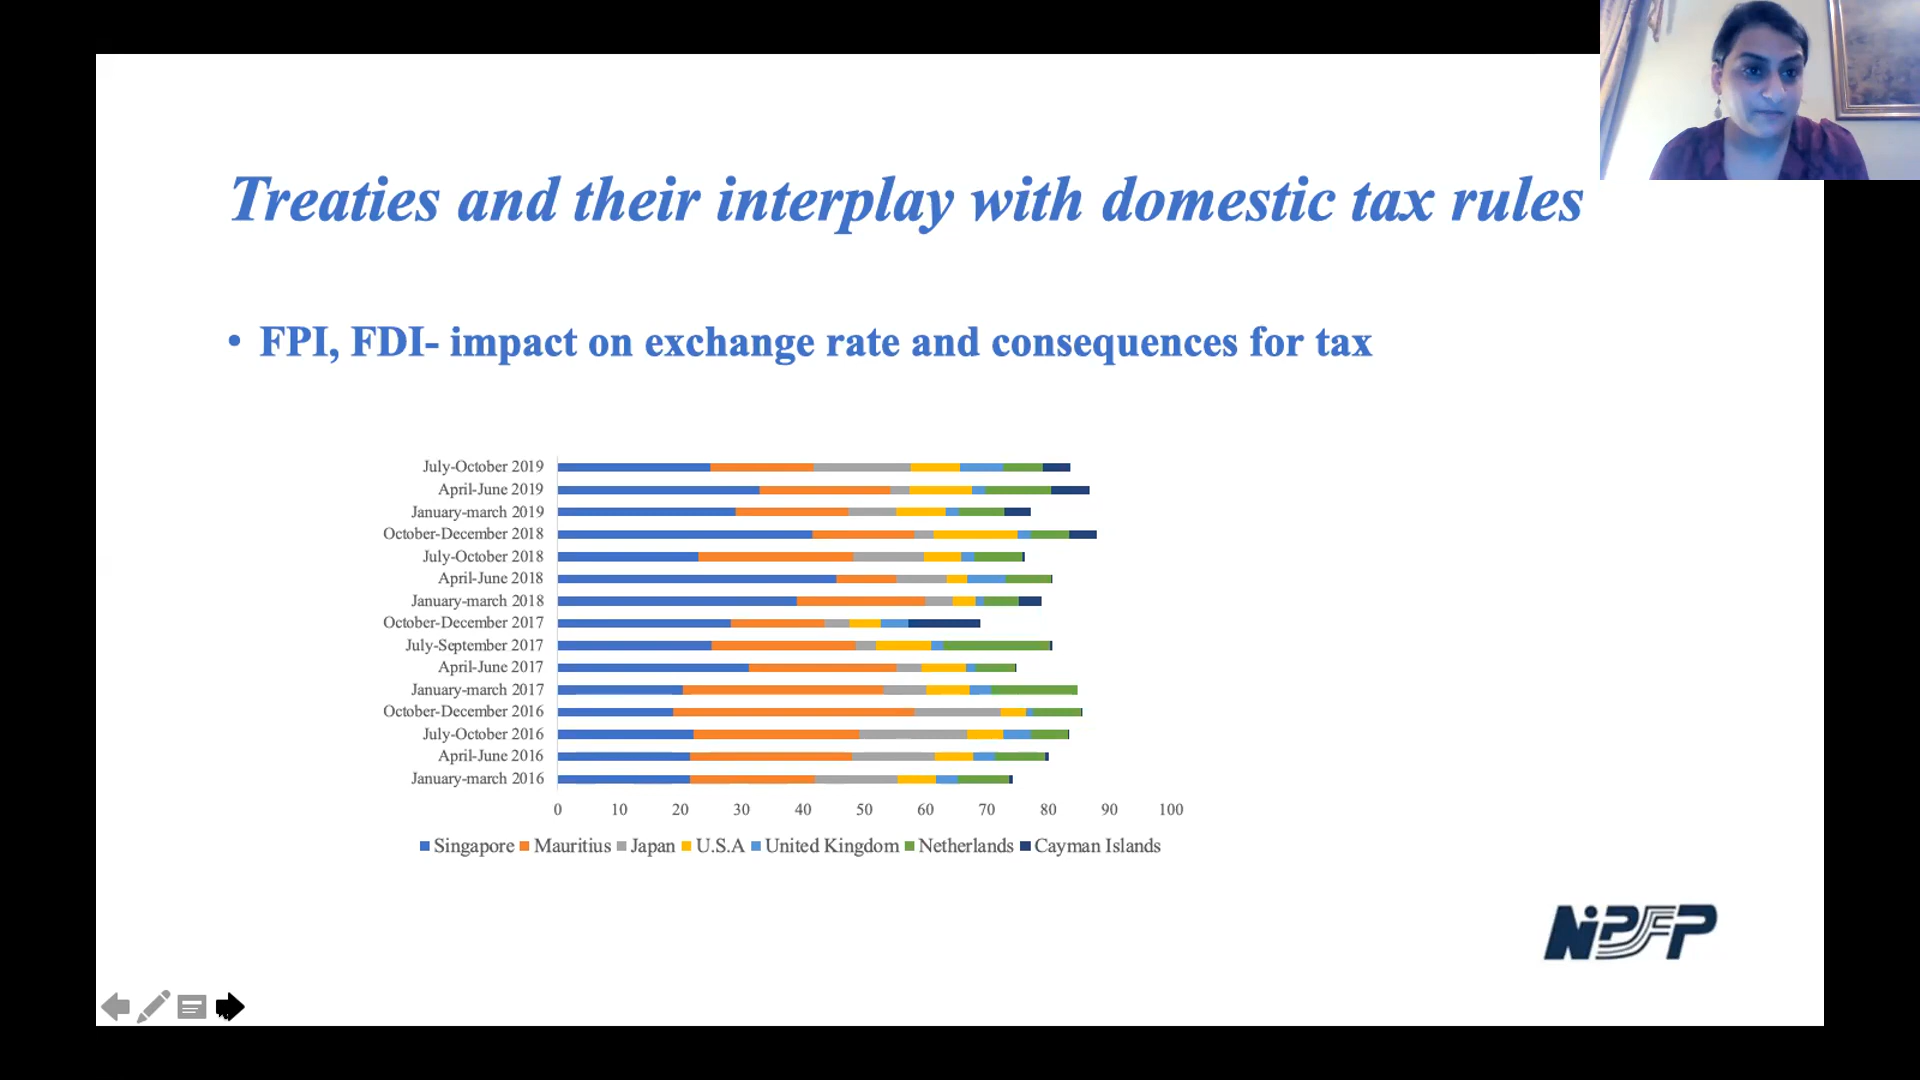 Treaties and their interplay with domestic tax rules
• FPI, FDI- impact on exchange rate and consequences for tax
July-October 2019
April-June 2019
January-march 2019
October-December 2018
July-October 2018
April-June 2018
January-march 2018
October-December 2017
July-September 2017
April-June 2017
January-march 2017
October-December 2016
July-October 2016
April-June 2016
January-march 2016
0 10 20 30 40 50 60 70 80 90 100
Singapore Mauritius Japan U.S.A United Kingdom Netherlands Cayman Islands
NIPFP